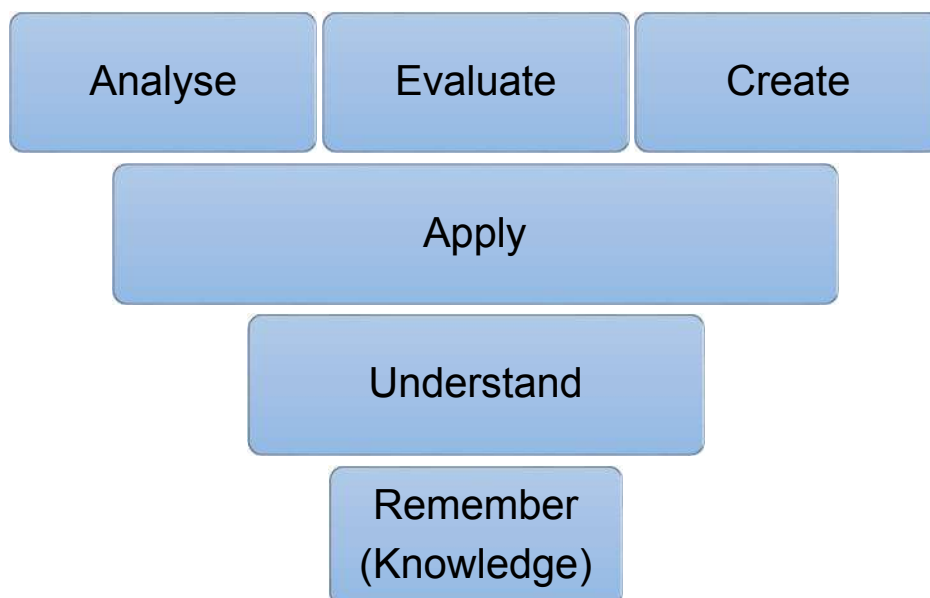 Analyse Evaluate Create
Apply
Understand
Remember
(Knowledge)